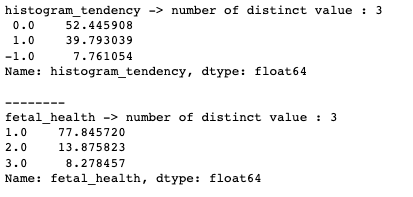 histogram_tendency -> number of distinct value : 3
 0.0    52.445908
 1.0    39.793039
-1.0     7.761054
Name: histogram_tendency, dtype: float64
--------
fetal_health -> number of distinct value : 3
1.0    77.845720
2.0    13.875823
3.0     8.278457
Name: fetal_health, dtype: float64